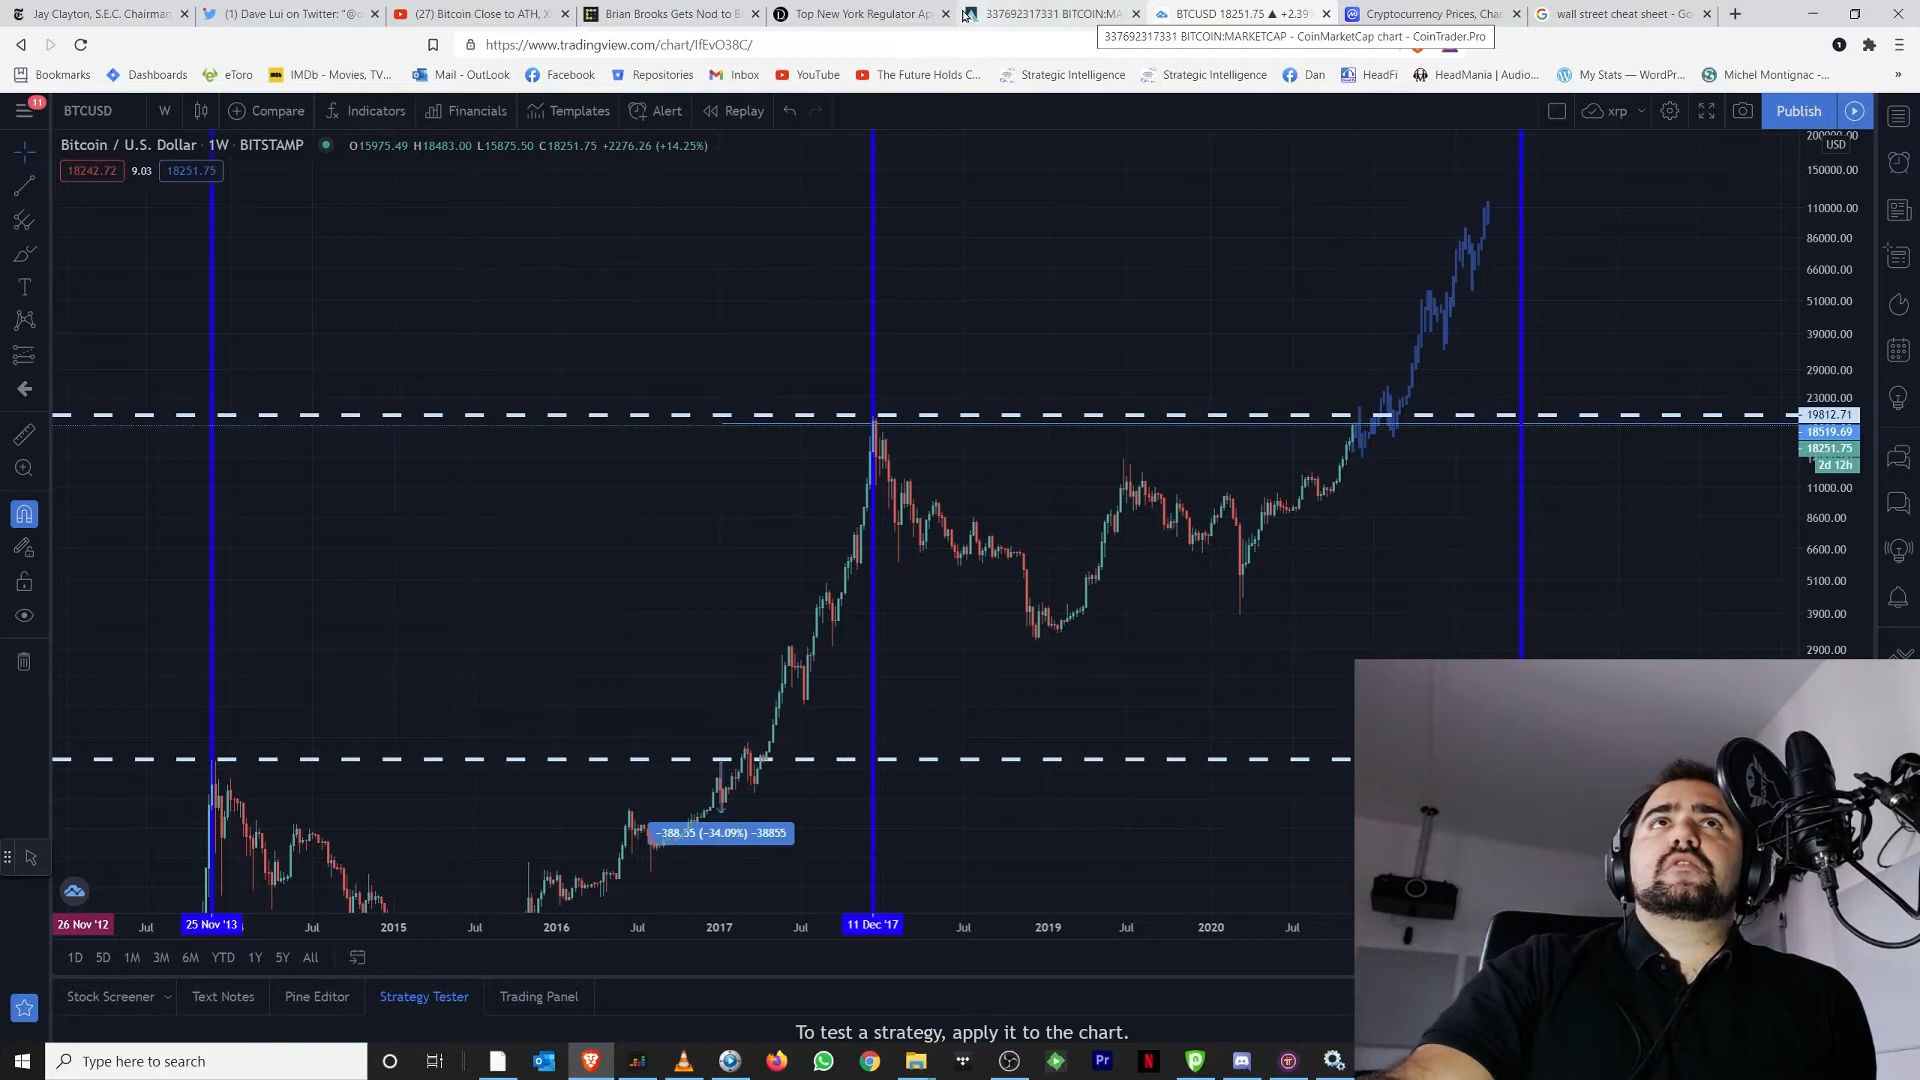 Jay Clayton, S.E.C. Chairman
(1) Dave Lui on Twitter: "@c
(27) Bitcoin Close to ATH, X
Brian Brooks Gets Nod to B
Top New York Regulator Ap
337692317331 BITCOIN:MA
BTCUSD 18251.75 ▲ +2.39%
Cryptocurrency Prices, Cha
wall street cheat sheet - Go
https://www.tradingview.com/chart/IfEvO38C/
337692317331 BITCOIN:MARKETCAP - CoinMarketCap chart - CoinTrader.Pro
1
Bookmarks
Dashboards
eToro
IMDb - Movies, TV...
Mail - OutLook
Facebook
Repositories
Inbox
YouTube
The Future Holds C...
Strategic Intelligence
Strategic Intelligence
Dan
HeadFi
HeadMania | Audio...
My Stats — WordPr...
Michel Montignac -...
»
11
BTCUSD
W
Compare
Indicators
Financials
Templates
Alert
Replay
xrp
Publish
Bitcoin / U.S. Dollar · 1W · BITSTAMP
O15975.49 H18483.00 L15875.50 C18251.75 +2276.26 (+14.25%)
18242.72
9.03
18251.75
USD
150000.00
110000.00
86000.00
66000.00
51000.00
39000.00
29000.00
23000.00
19812.71
18519.69
18251.75
2d 12h
11000.00
8600.00
6600.00
5100.00
3900.00
2900.00
-34.09%
26 Nov '12
Jul
25 Nov '13
Jul
2015
Jul
2016
Jul
2017
Jul
11 Dec '17
Jul
2019
Jul
2020
Jul
1D 5D 1M 3M 6M YTD 1Y 5Y All
Stock Screener
Text Notes
Pine Editor
Strategy Tester
Trading Panel
To test a strategy, apply it to the chart.
Type here to search
Pr
N